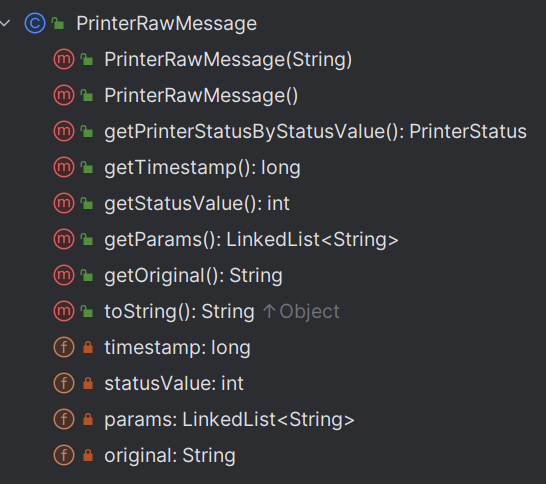 PrinterRawMessage
PrinterRawMessage(String)
PrinterRawMessage()
getPrinterStatusByStatusValue(): PrinterStatus
getTimestamp(): long
getStatusValue(): int
getParams(): LinkedList<String>
getOriginal(): String
toString(): String ↑Object
timestamp: long
statusValue: int
params: LinkedList<String>
original: String